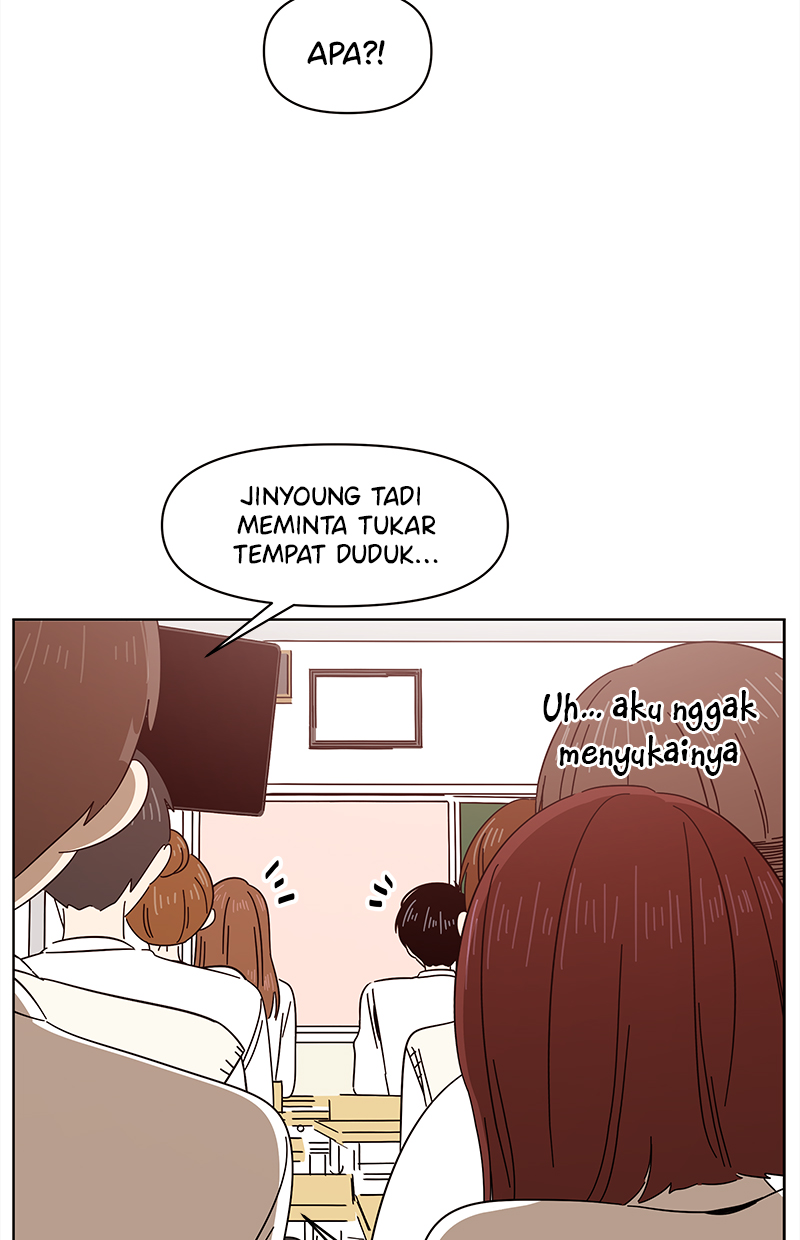 APA?!
JINYOUNG TADI
MEMINTA TUKAR
TEMPAT DUDUK...
Uh... aku nggak
menyukainya